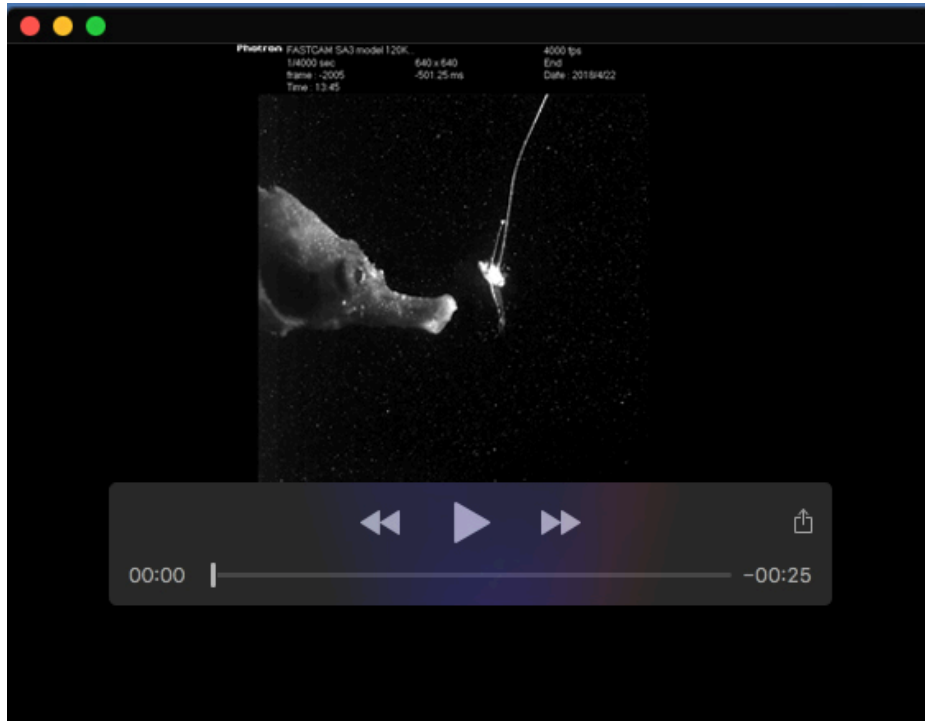 Photron FASTCAM SA3 model 120K... 4000 fps
1/4000 sec 640 x 640 End
frame : -2005 -501.25 ms Date : 2018/4/22
Time : 13:45
00:00 -00:25